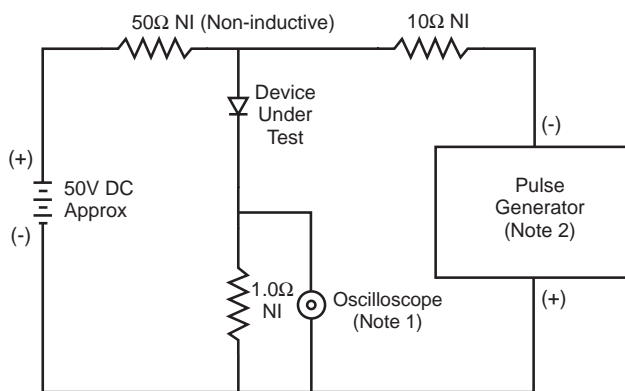 50Ω NI (Non-inductive)
10Ω NI
Device
Under
Test
(+)
50V DC
Approx
(-)
(-)
Pulse
Generator
(Note 2)
(+)
1.0Ω
NI
Oscilloscope
(Note 1)